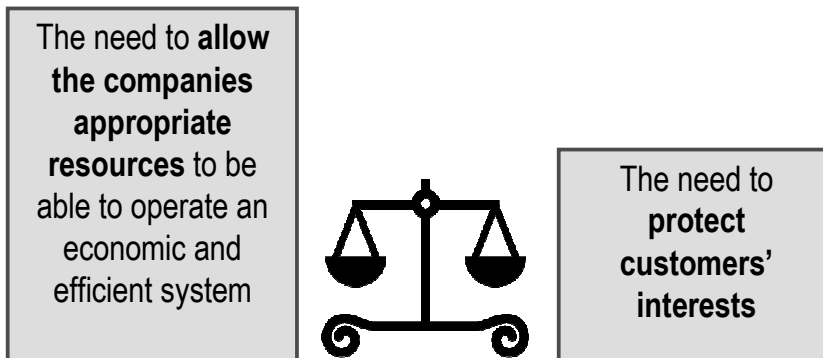 The need to allow
the companies
appropriate
resources to be
able to operate an
economic and
efficient system
The need to
protect
customers’
interests